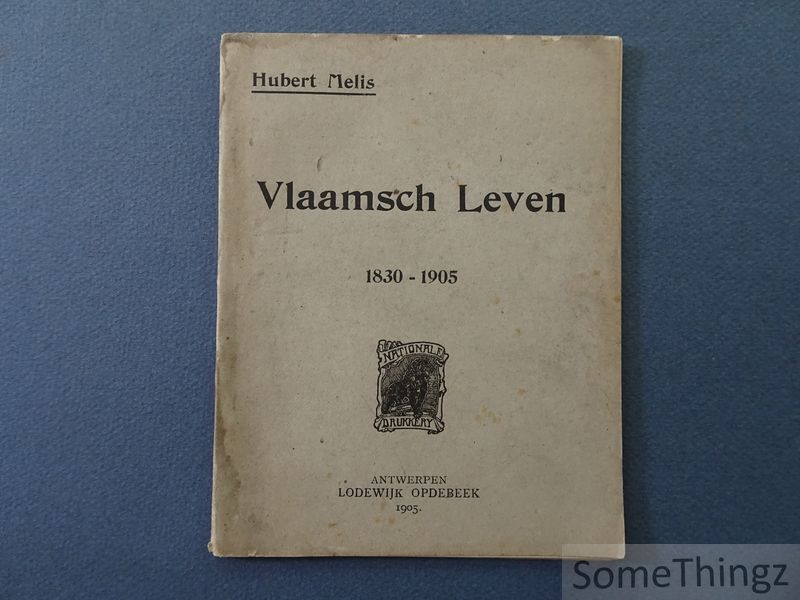 Hubert Melis
Vlaamsch Leven
1830 - 1905
NATIONALE
DRUKKERY
ANTWERPEN
LODEWIJK OPDEBEEK
1905.
SomeThingz